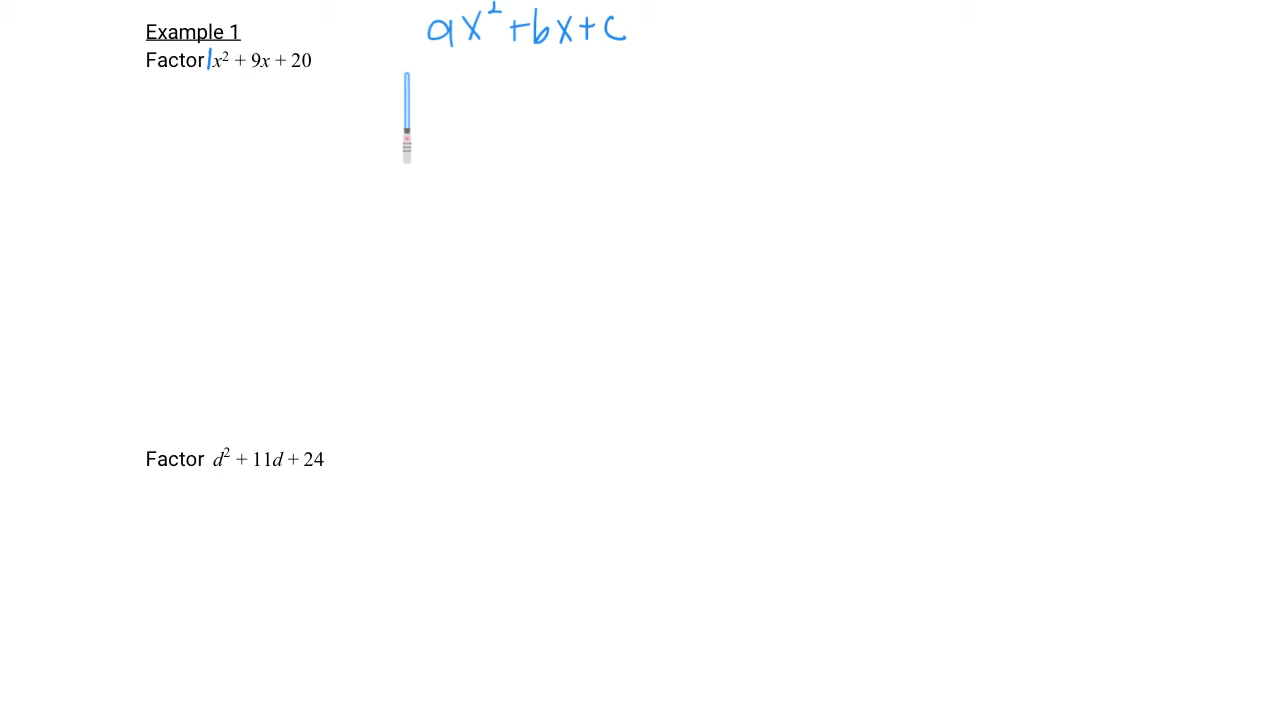 Example 1
ax² + bx + c
Factor 1x² + 9x + 20
Factor d² + 11d + 24